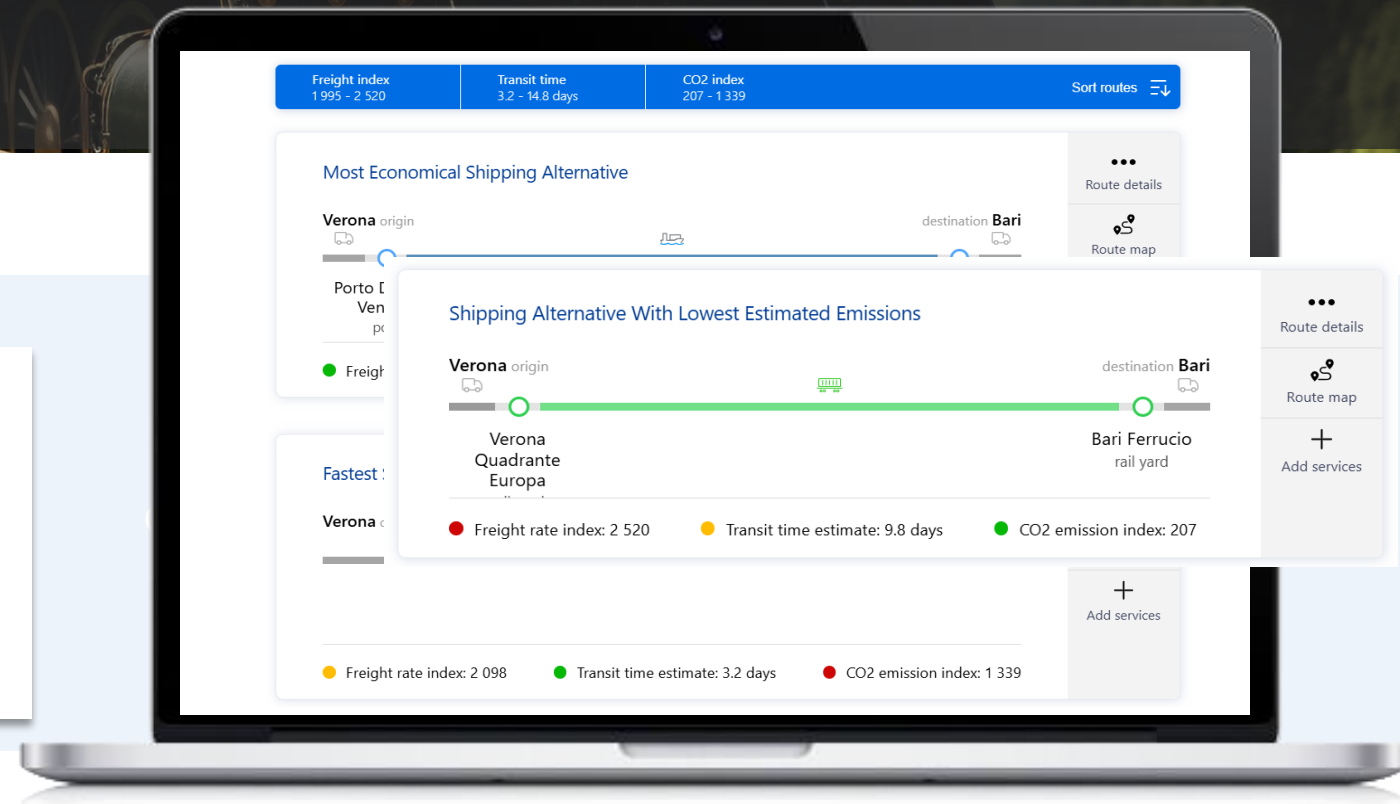 Freight index
1 995 - 2 520
Transit time
3.2 - 14.8 days
CO2 index
207 - 1 339
Sort routes
Most Economical Shipping Alternative
Route details
Verona origin
destination Bari
Route map
Porto
Shipping Alternative With Lowest Estimated Emissions
Route details
Verona origin
destination Bari
Route map
Verona
Quadrante
Europa
Bari Ferrucio
rail yard
Add services
Freight rate index: 2 520
Transit time estimate: 9.8 days
CO2 emission index: 207
Fastest
Verona
Add services
Freight rate index: 2 098
Transit time estimate: 3.2 days
CO2 emission index: 1 339